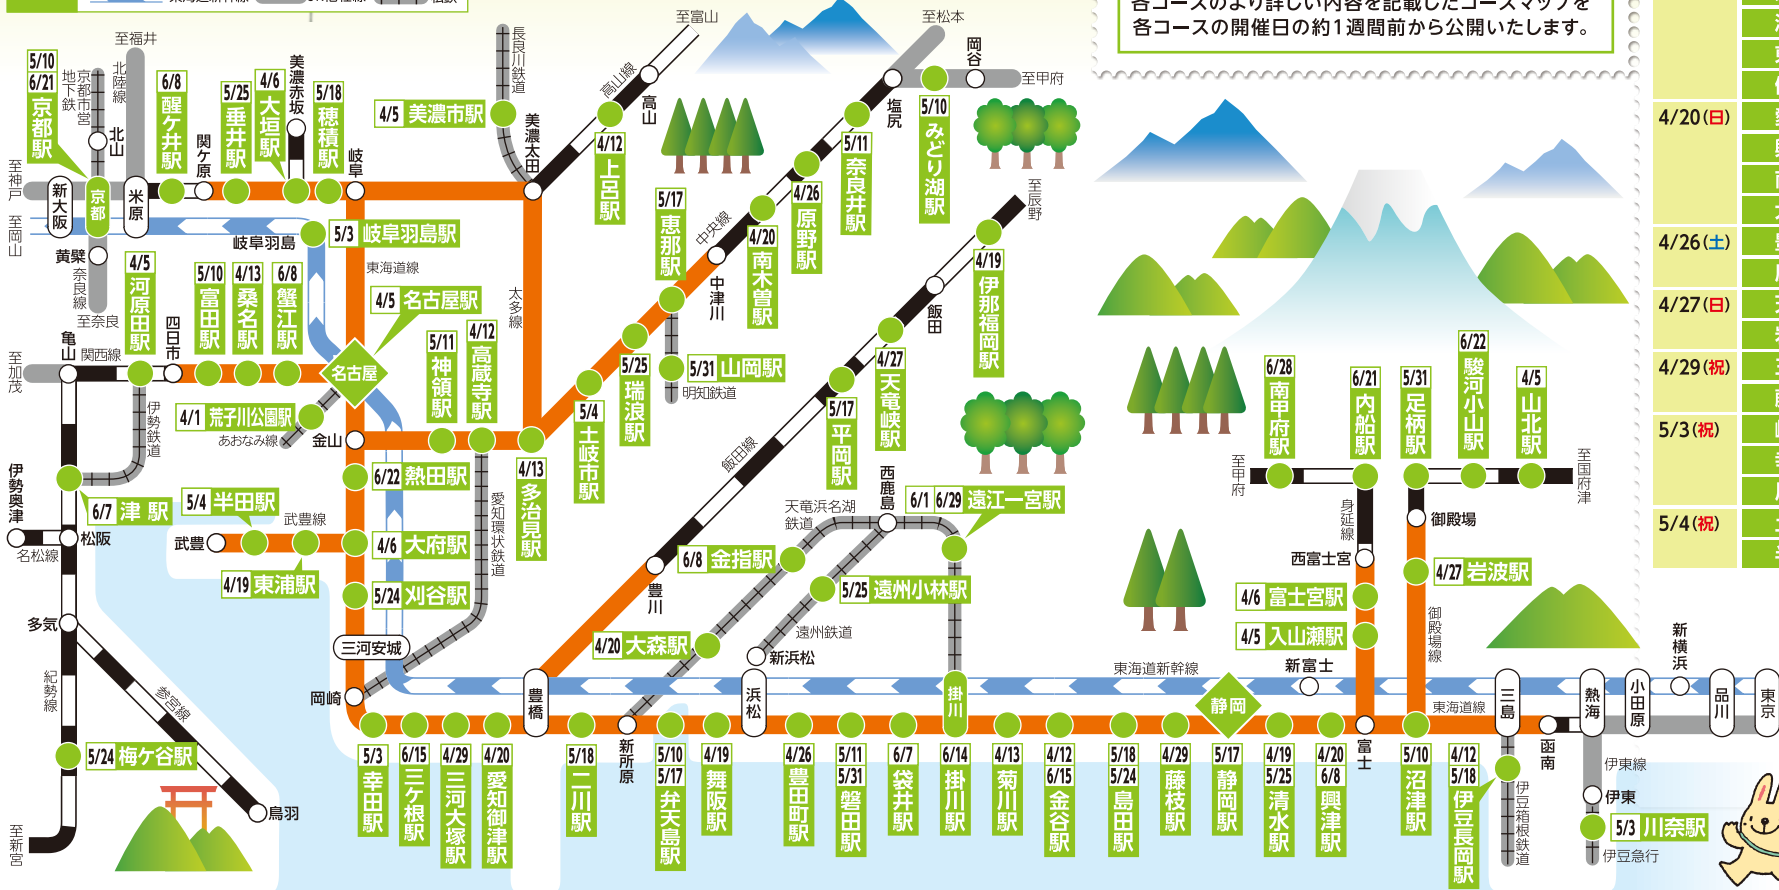 各コースのより詳しい内容を記載したコースマップを
各コースの開催日の約1週間前から公開いたします。
至福井
至富山
至松本
岡谷
至甲府
5/10
6/21
京都駅
京都市営
地下鉄
北山
北陸線
6/8
醒ケ井駅
関ケ原
5/25
垂井駅
4/6
大垣駅
美濃赤坂
5/18
穂積駅
岐阜
長良川鉄道
4/5 美濃市駅
美濃太田
高山線
高山
4/12
上呂駅
塩尻
5/10
みどり湖駅
5/11
奈良井駅
4/26
原野駅
4/20
南木曽駅
中央線
中津川
5/17
恵那駅
至辰野
4/19
伊那福岡駅
飯田
至神戸
至岡山
新大阪
京都
米原
黄檗
奈良線
至奈良
岐阜羽島
5/3 岐阜羽島駅
東海道線
太多線
4/5
河原田駅
四日市
5/10
富田駅
4/13
桑名駅
6/8
蟹江駅
4/5 名古屋駅
名古屋
亀山
関西線
至加茂
伊勢鉄道
4/1 荒子川公園駅
あおなみ線
金山
5/11
神領駅
4/12
高蔵寺駅
4/13
多治見駅
5/4
土岐市駅
5/25
瑞浪駅
5/31 山岡駅
明知鉄道
4/27
天竜峡駅
5/17
平岡駅
飯田線
伊勢奥津
名松線
松阪
6/7 津 駅
5/4 半田駅
武豊線
武豊
4/19 東浦駅
6/22 熱田駅
4/6 大府駅
5/24 刈谷駅
愛知環状鉄道
三河安城
岡崎
多気
紀勢線
参宮線
5/24 梅ケ谷駅
鳥羽
至新宮
豊川
天竜浜名湖
鉄道
西鹿島
6/1 6/29 遠江一宮駅
6/8 金指駅
5/25 遠州小林駅
遠州鉄道
4/20 大森駅
新浜松
豊橋
新所原
浜松
掛川
東海道新幹線
静岡
新富士
6/28
南甲府駅
6/21
内船駅
5/31
足柄駅
6/22
駿河小山駅
4/5
山北駅
至甲府
至国府津
身延線
西富士宮
御殿場
4/27 岩波駅
4/6 富士宮駅
4/5 入山瀬駅
御殿場線
東海道線
三島
熱海
小田原
新横浜
品川
東京
5/3
幸田駅
6/15
三ケ根駅
4/29
三河大塚駅
4/20
愛知御津駅
5/18
二川駅
5/10
5/17
弁天島駅
4/19
舞阪駅
4/26
豊田町駅
5/11
5/31
磐田駅
6/7
袋井駅
6/14
掛川駅
4/13
菊川駅
4/12
6/15
金谷駅
5/18
5/24
島田駅
4/29
藤枝駅
5/17
静岡駅
4/19
5/25
清水駅
4/20
6/8
興津駅
富士
5/10
沼津駅
4/12
5/18
伊豆長岡駅
伊豆箱根鉄道
函南
伊東線
伊東
5/3 川奈駅
伊豆急行
4/20(日)
4/26(土)
4/27(日)
4/29(祝)
5/3(祝)
5/4(祝)